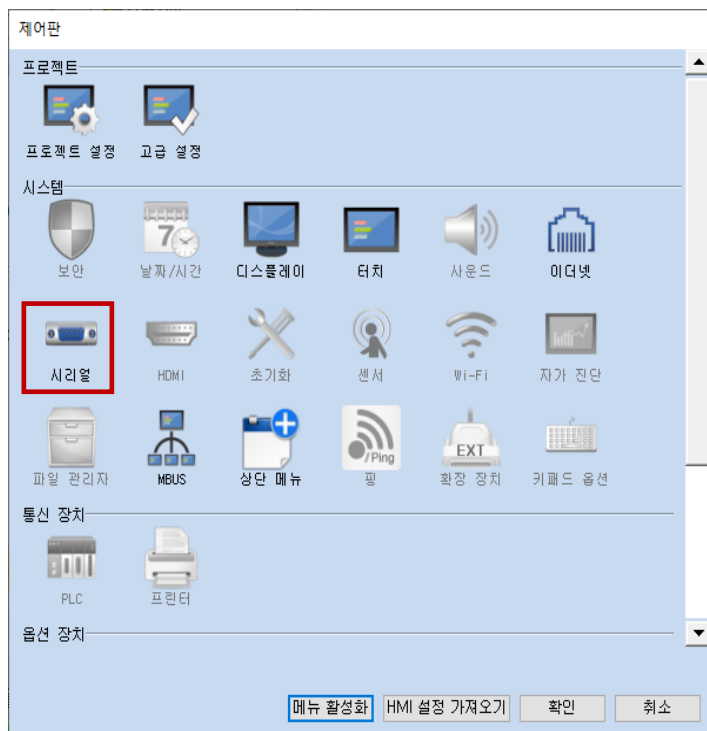 제어판
프로젝트
프로젝트 설정 고급 설정
시스템
7
보안 날짜/시간 디스플레이 터치 사운드 이더넷
시리얼 HDMI 초기화 센서 Wi-Fi 자가 진단
/Ping EXT
파일 관리자 MBUS 상단 메뉴 핑 확장 장치 키패드 옵션
통신 장치
PLC 프린터
옵션 장치
메뉴 활성화 HMI 설정 가져오기 확인 취소